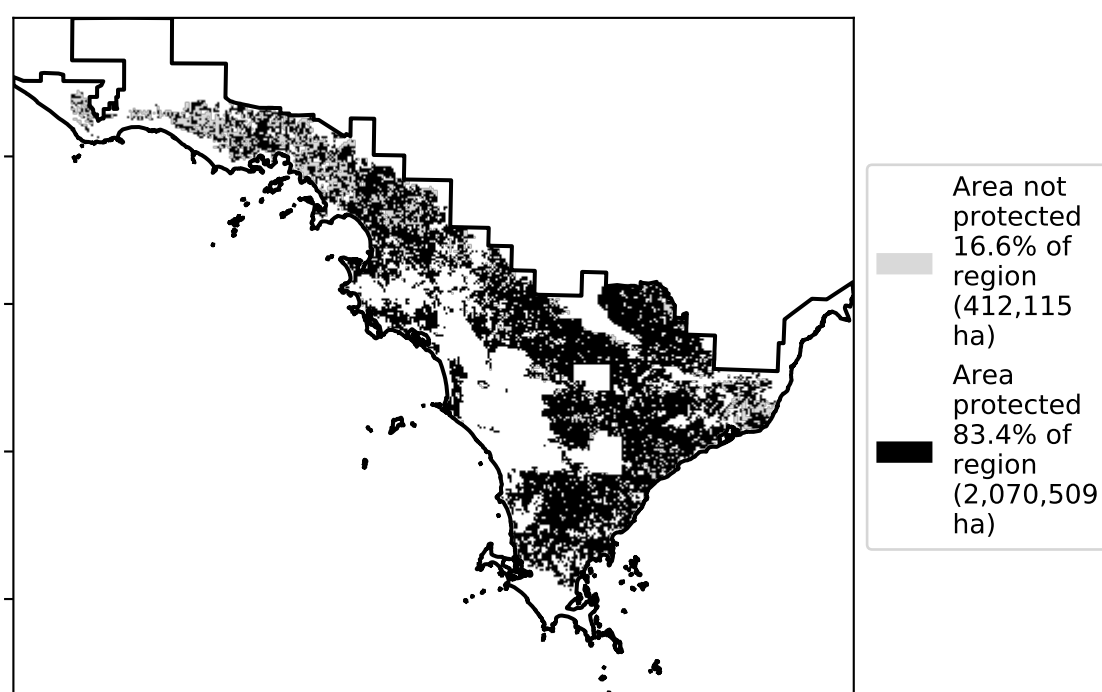 Area not
protected
16.6% of
region
(412,115
ha)
Area
protected
83.4% of
region
(2,070,509
ha)